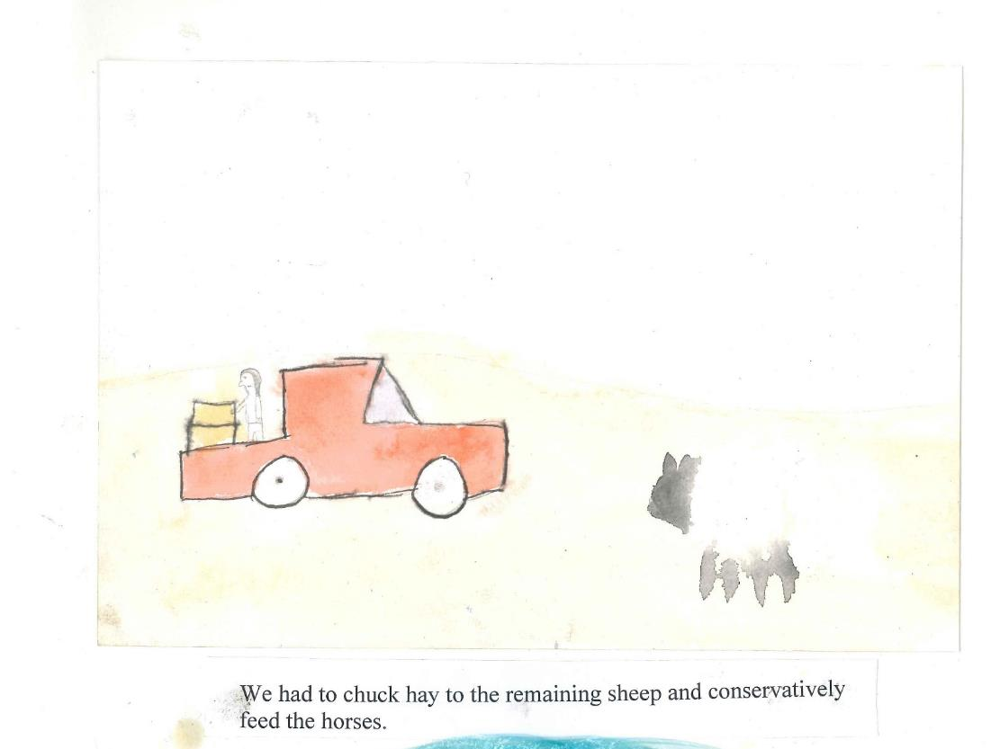 We had to chuck hay to the remaining sheep and conservatively
feed the horses.